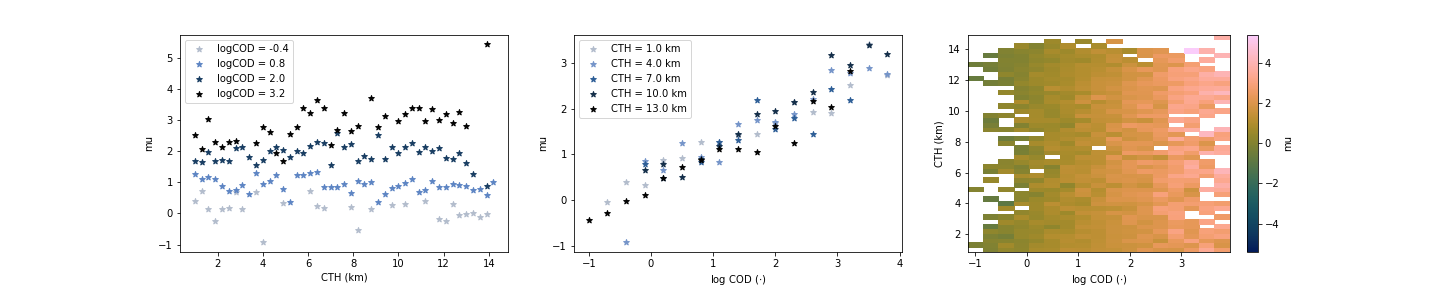 logCOD = -0.4
logCOD = 0.8
logCOD = 2.0
logCOD = 3.2
5
4
3
2
1
0
−1
mu
2
4
6
8
10
12
14
CTH (km)
CTH = 1.0 km
CTH = 4.0 km
CTH = 7.0 km
CTH = 10.0 km
CTH = 13.0 km
3
2
1
0
−1
mu
−1
0
1
2
3
4
log COD (·)
14
12
10
8
6
4
2
CTH (km)
−1
0
1
2
3
log COD (·)
4
2
0
−2
−4
mu